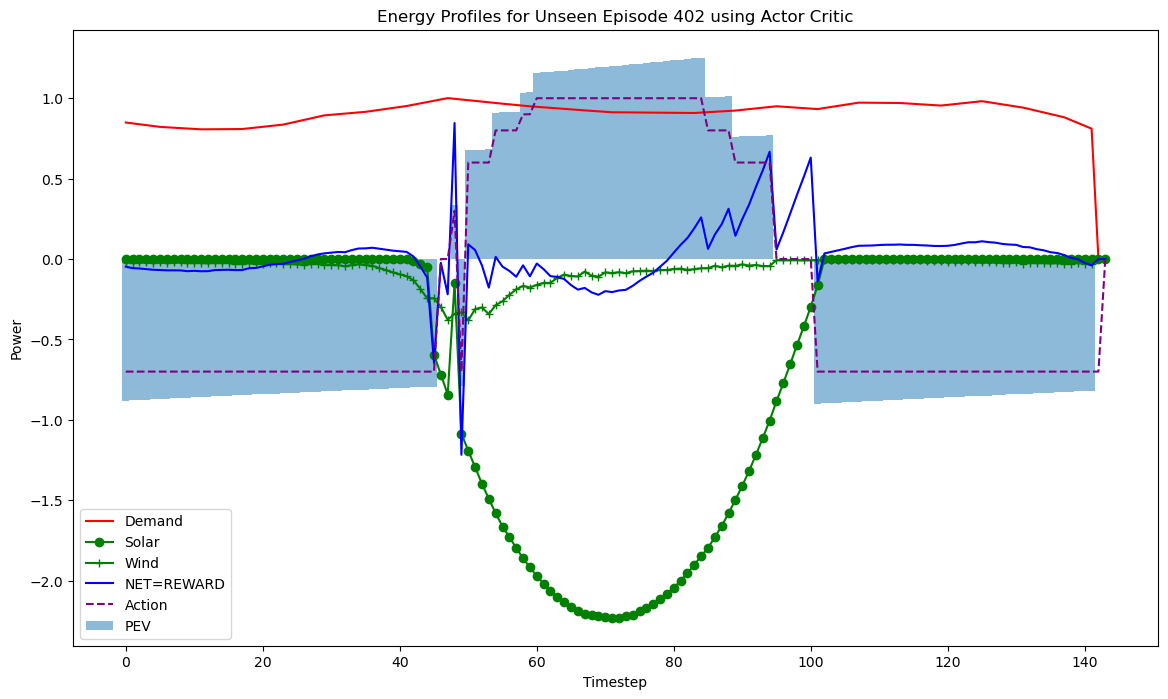 Energy Profiles for Unseen Episode 402 using Actor Critic
1.0
0.5
0.0
−0.5
−1.0
−1.5
−2.0
Power
Demand
Solar
Wind
NET=REWARD
Action
PEV
0 20 40 60 80 100 120 140
Timestep